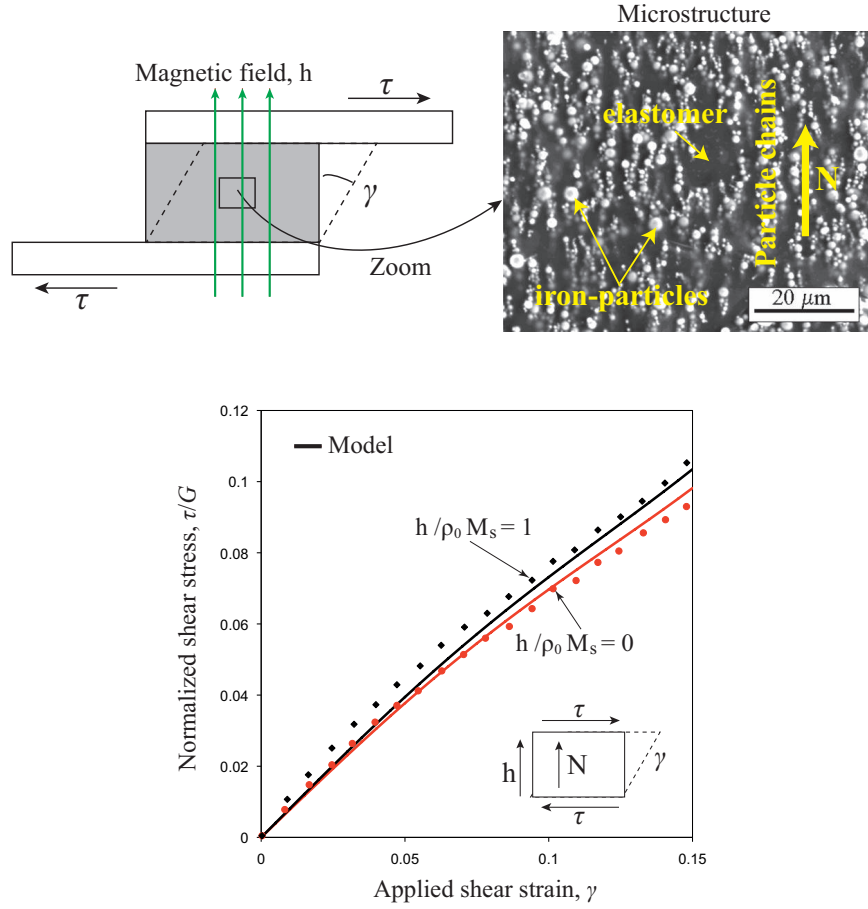 Microstructure
Magnetic field, h
τ
γ
Zoom
τ
elastomer
Particle chains
N
iron-particles
20 μm
0.12
0.1
0.08
0.06
0.04
0.02
0
Normalized shear stress, τ/G
Model
h /ρ₀ Mₛ = 1
h /ρ₀ Mₛ = 0
τ
h
N
γ
τ
0
0.05
0.1
0.15
Applied shear strain, γ